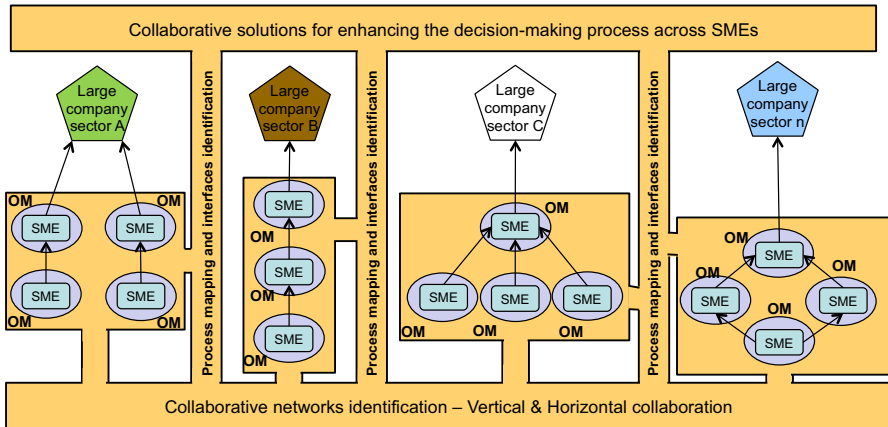 Collaborative solutions for enhancing the decision-making process across SMEs
Large
company
sector A
Process mapping and interfaces identification
Large
company
sector B
Process mapping and interfaces identification
Large
company
sector C
Process mapping and interfaces identification
Large
company
sector n
OM
OM
SME
SME
SME
SME
OM
OM
SME
OM
SME
OM
SME
OM
OM
SME
SME
SME
SME
OM
OM
OM
OM
SME
OM
OM
SME
SME
OM
SME
Collaborative networks identification – Vertical & Horizontal collaboration